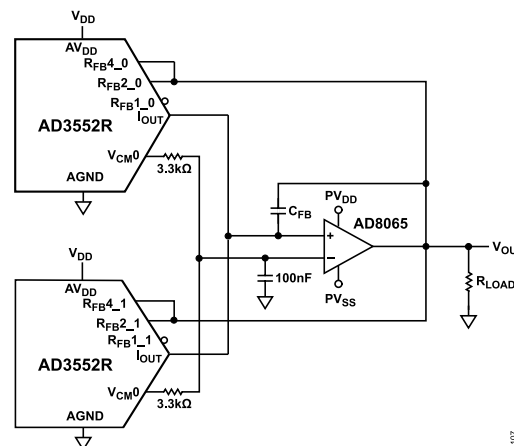 VDD
AVDD
RFB4_0
RFB2_0
RFB1_0
AD3552R
IOUT
VCM0
3.3kΩ
AGND
CFB
PVDD
AD8065
+
−
VOU
100nF
PVSS
RLOAD
VDD
AVDD
RFB4_1
RFB2_1
RFB1_1
IOUT
AD3552R
VCM0
3.3kΩ
AGND
107